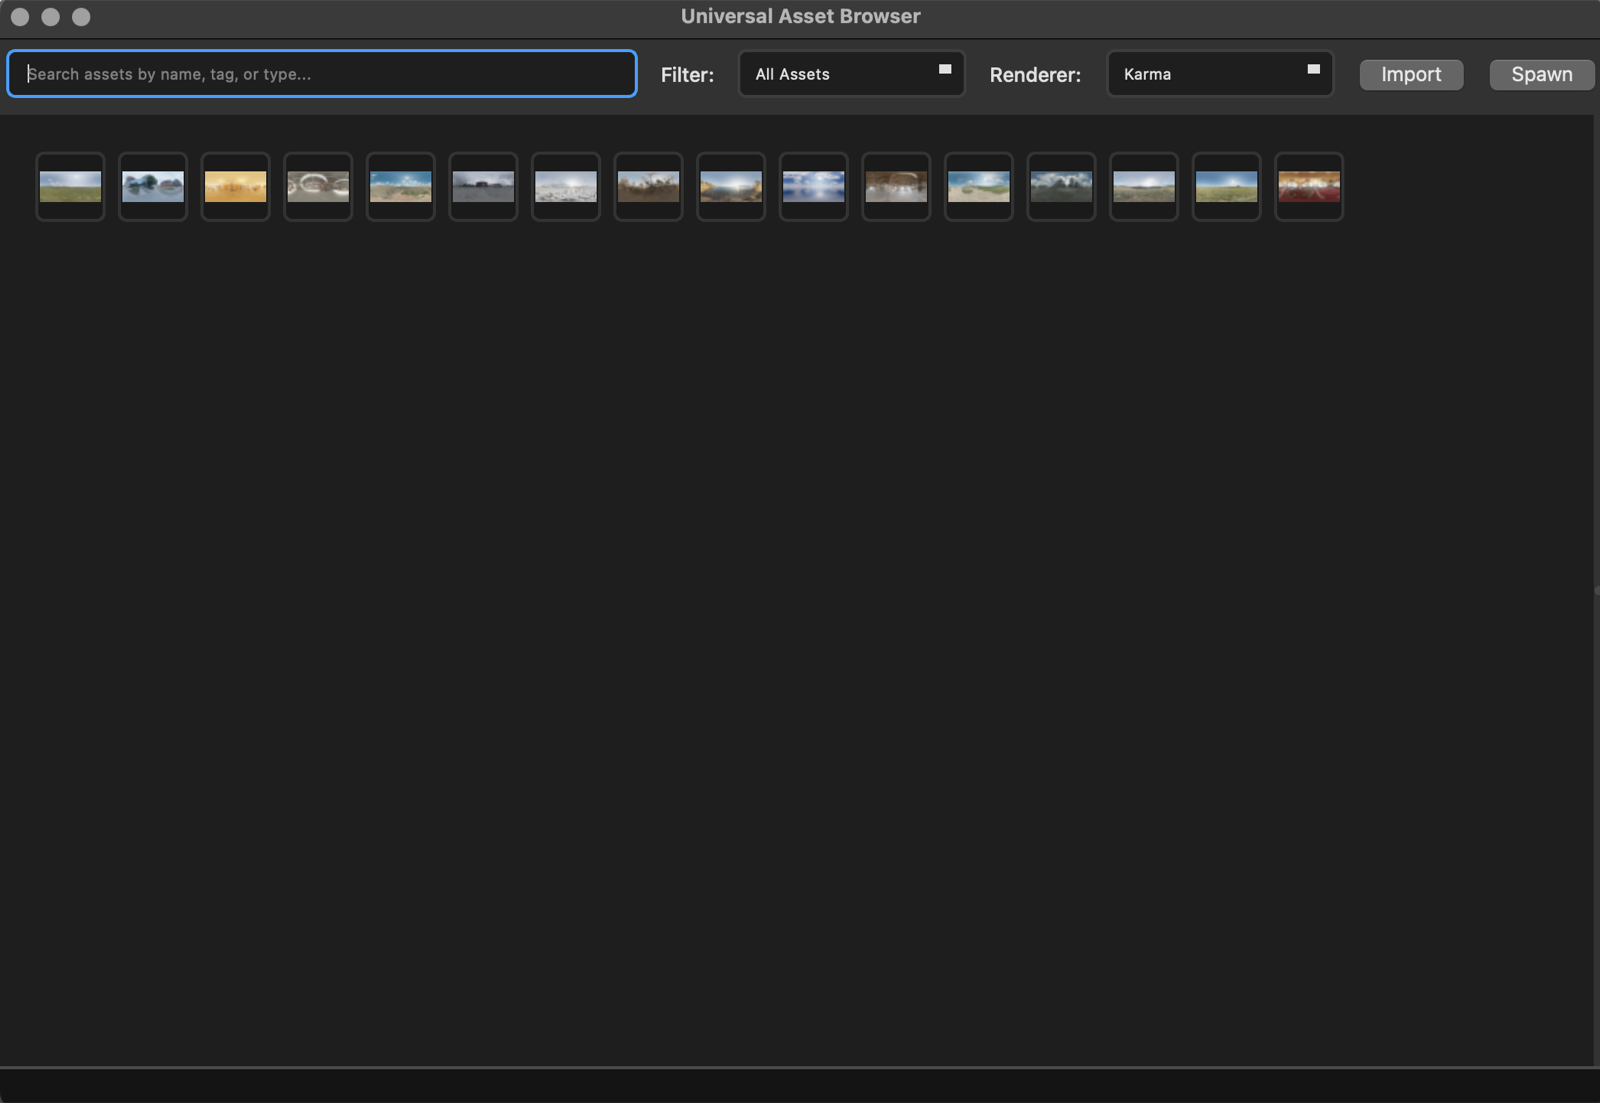 Universal Asset Browser
Search assets by name, tag, or type...
Filter:
All Assets
Renderer:
Karma
Import
Spawn